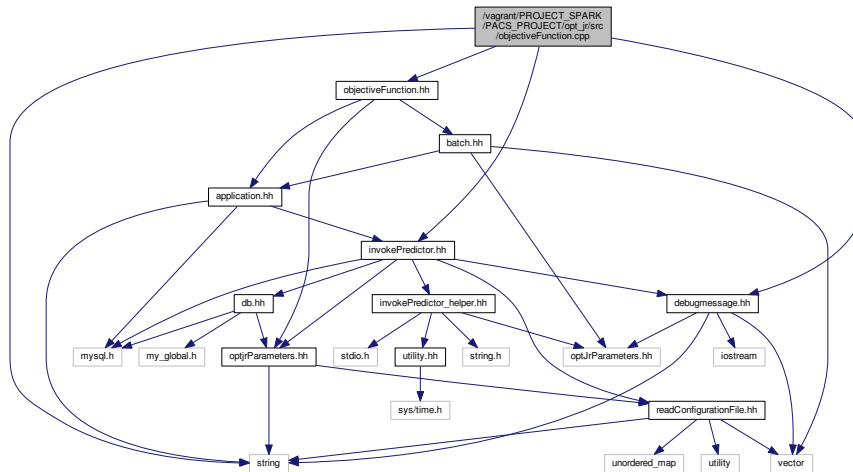 /vagrant/PROJECT_SPARK
/PACS_PROJECT/opt_jr/src
/objectiveFunction.cpp
objectiveFunction.hh
batch.hh
application.hh
invokePredictor.hh
db.hh
invokePredictor_helper.hh
debugmessage.hh
mysql.h
my_global.h
optjrParameters.hh
stdio.h
utility.hh
string.h
optJrParameters.hh
iostream
sys/time.h
readConfigurationFile.hh
string
unordered_map
utility
vector